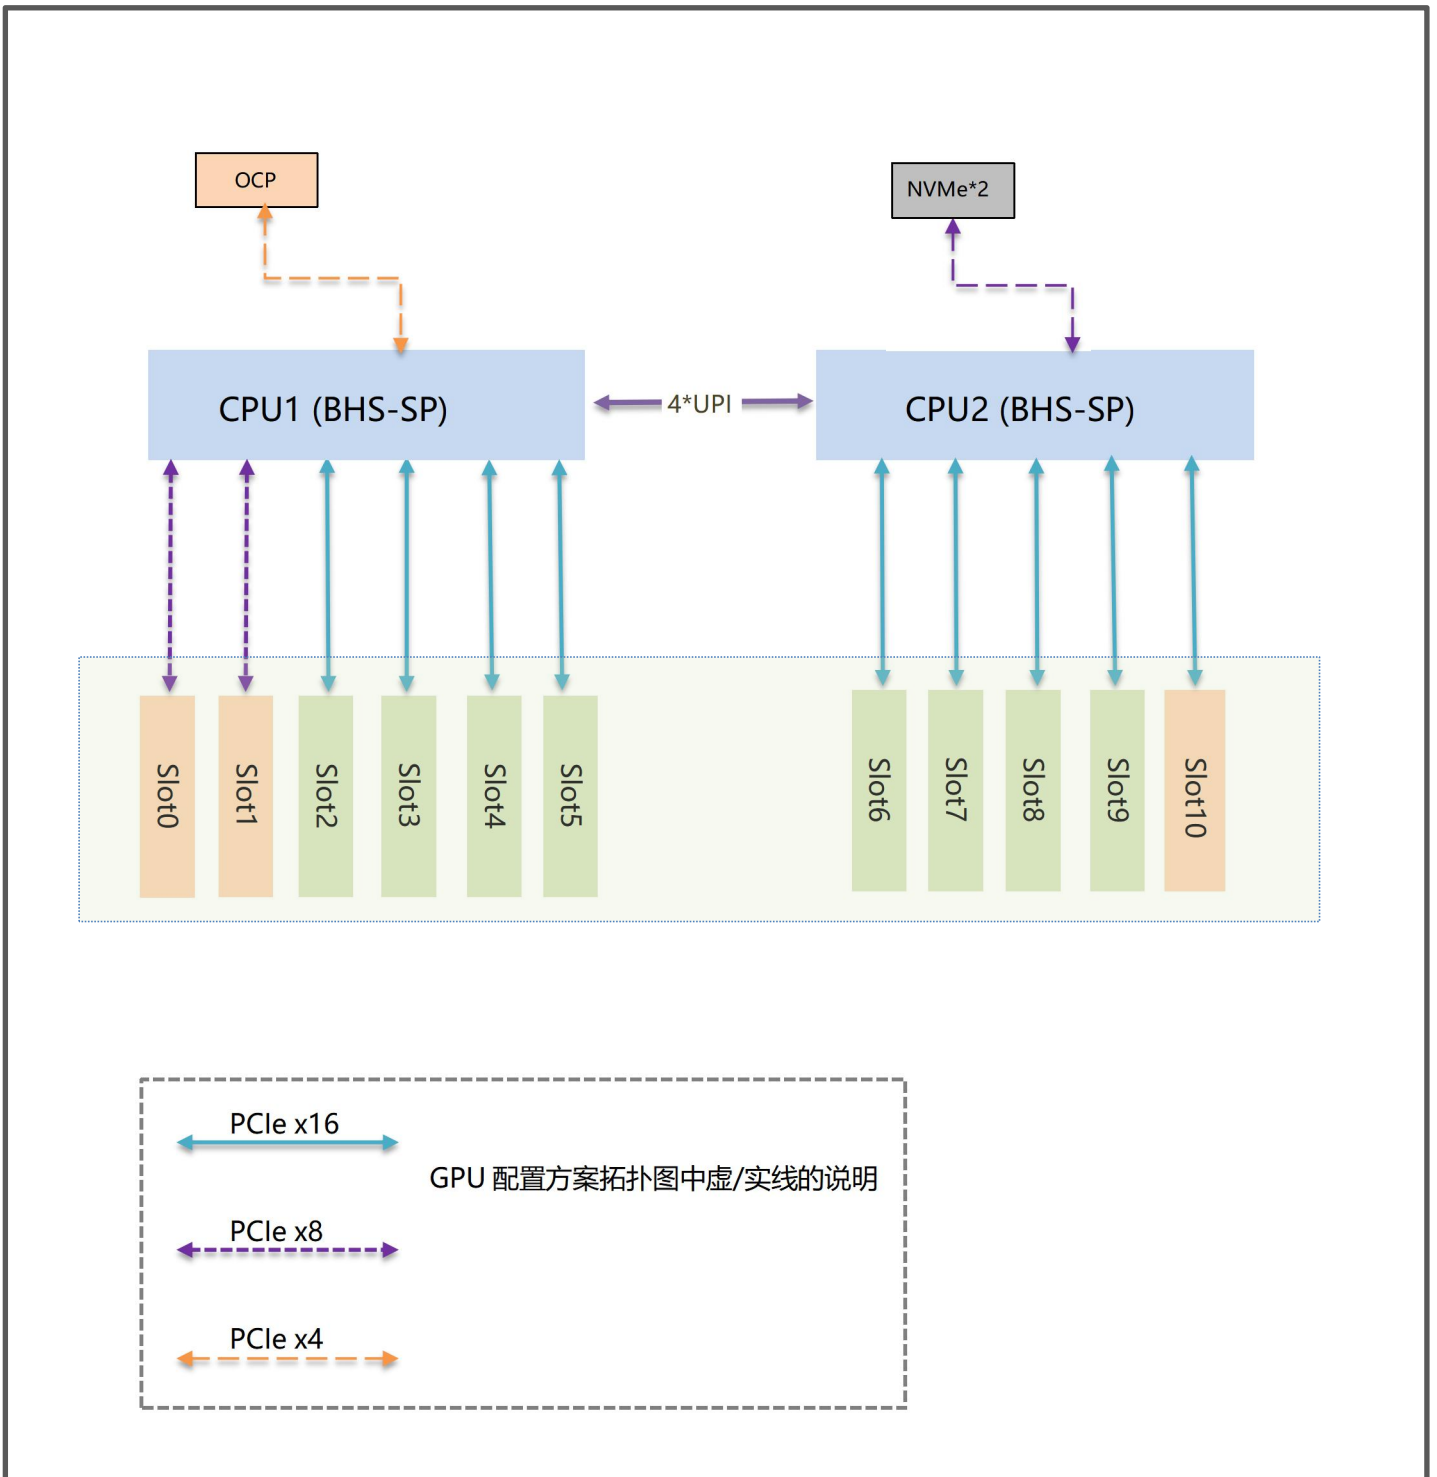 OCP
NVMe*2
CPU1 (BHS-SP)
4*UPI
CPU2 (BHS-SP)
Slot0
Slot1
Slot2
Slot3
Slot4
Slot5
Slot6
Slot7
Slot8
Slot9
Slot10
PCIe x16
GPU 配置方案拓扑图中虚/实线的说明
PCIe x8
PCIe x4